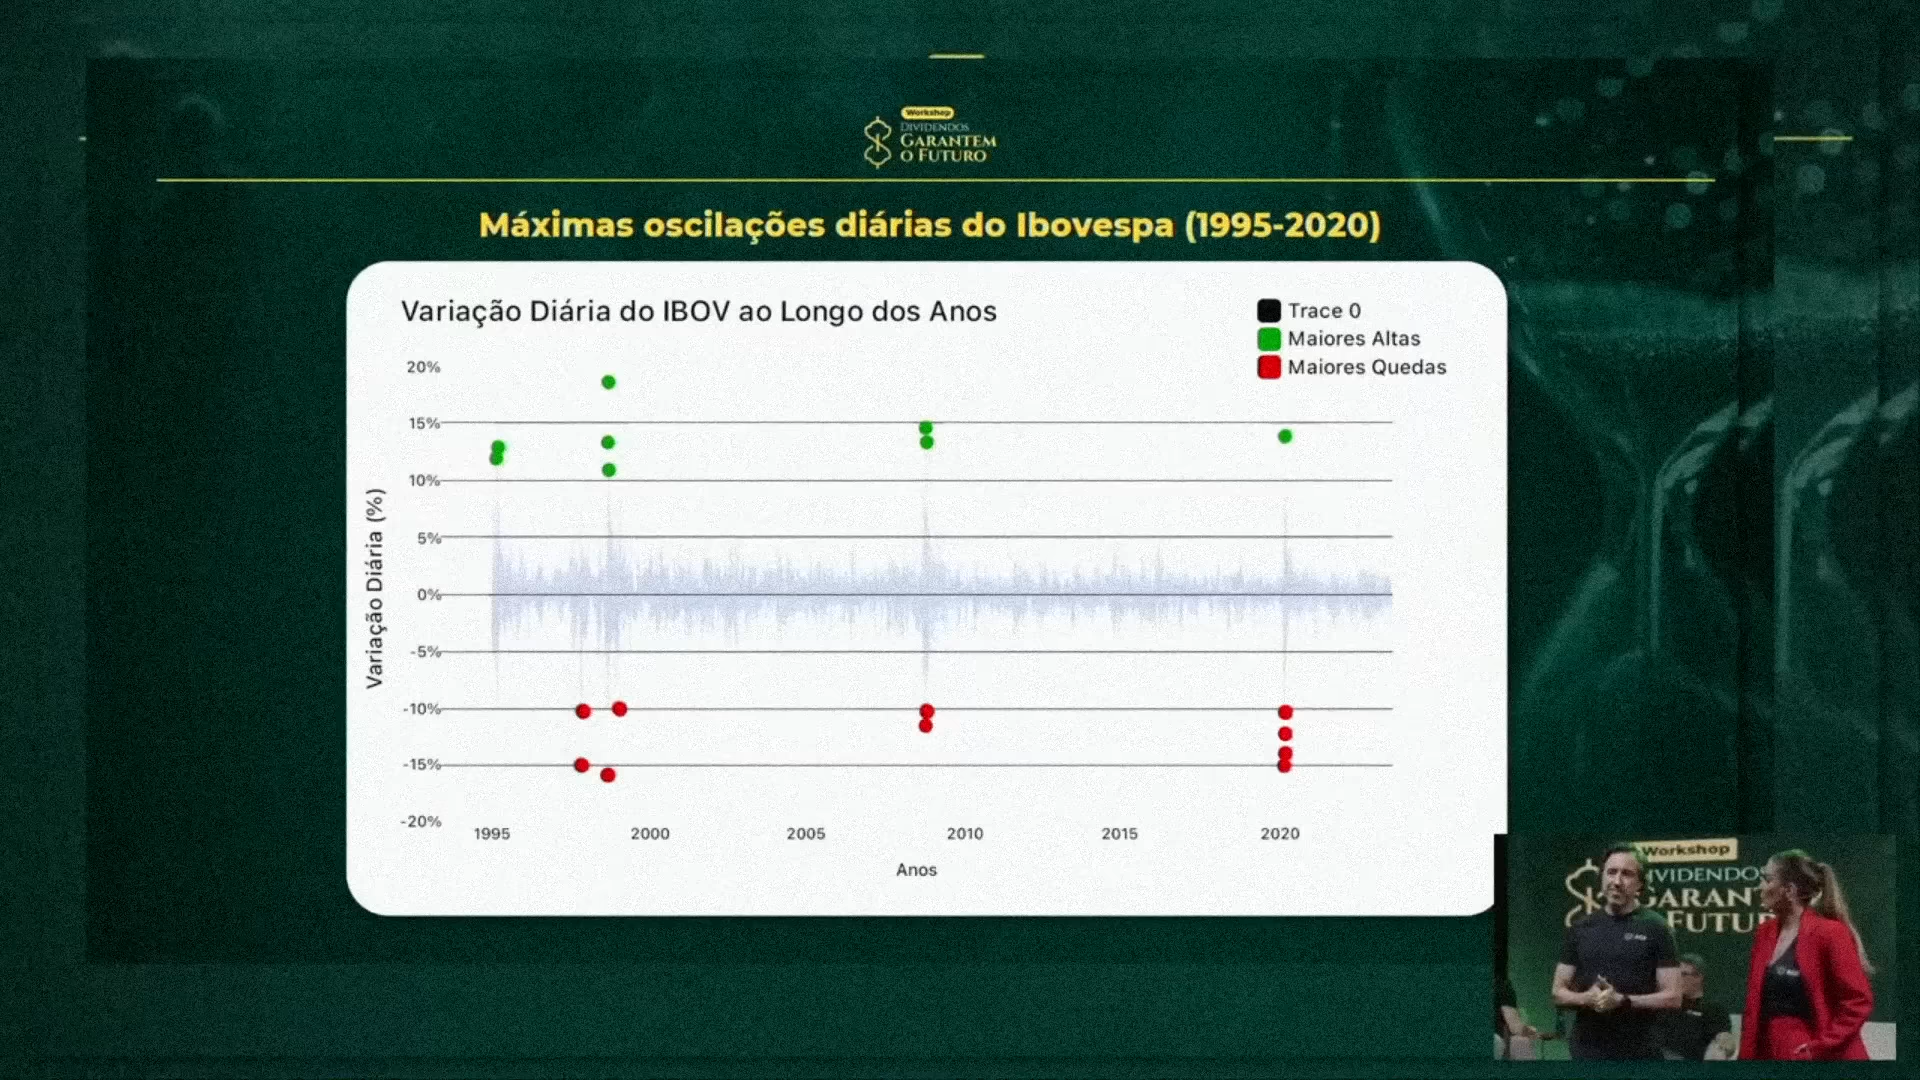 Workshop
DIVIDENDOS
GARANTEM
O FUTURO
Máximas oscilações diárias do Ibovespa (1995-2020)
Variação Diária do IBOV ao Longo dos Anos
Trace 0
Maiores Altas
Maiores Quedas
20%
15%
10%
5%
0%
-5%
-10%
-15%
-20%
Variação Diária (%)
1995 2000 2005 2010 2015 2020
Anos
Workshop
IVIDENDOS
GARANT
FUTU